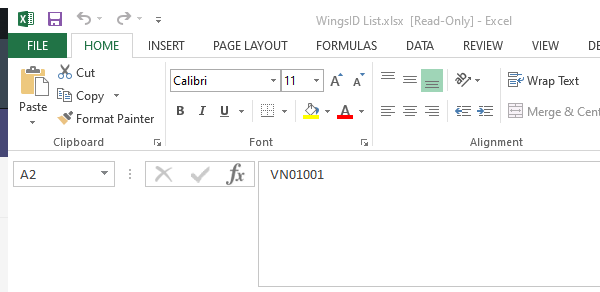 WingsID List.xlsx [Read-Only] - Excel
FILE HOME INSERT PAGE LAYOUT FORMULAS DATA REVIEW VIEW DEVELO
Paste
Cut
Copy
Format Painter
Clipboard
Calibri 11 A A
B I U A
Font
Wrap Text
Merge & Cent
Alignment
A2 fx VN01001